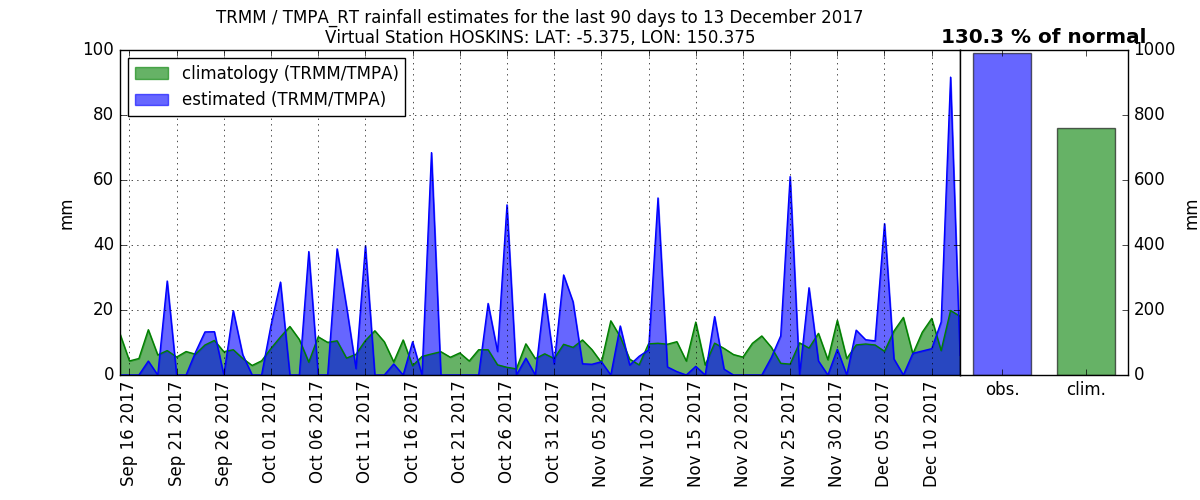 TRMM / TMPA_RT rainfall estimates for the last 90 days to 13 December 2017
Virtual Station HOSKINS: LAT: -5.375, LON: 150.375
130.3 % of normal
climatology (TRMM/TMPA)
estimated (TRMM/TMPA)
100
80
60
40
20
0
mm
1000
800
600
400
200
0
mm
Sep 16 2017
Sep 21 2017
Sep 26 2017
Oct 01 2017
Oct 06 2017
Oct 11 2017
Oct 16 2017
Oct 21 2017
Oct 26 2017
Oct 31 2017
Nov 05 2017
Nov 10 2017
Nov 15 2017
Nov 20 2017
Nov 25 2017
Nov 30 2017
Dec 05 2017
Dec 10 2017
obs.
clim.